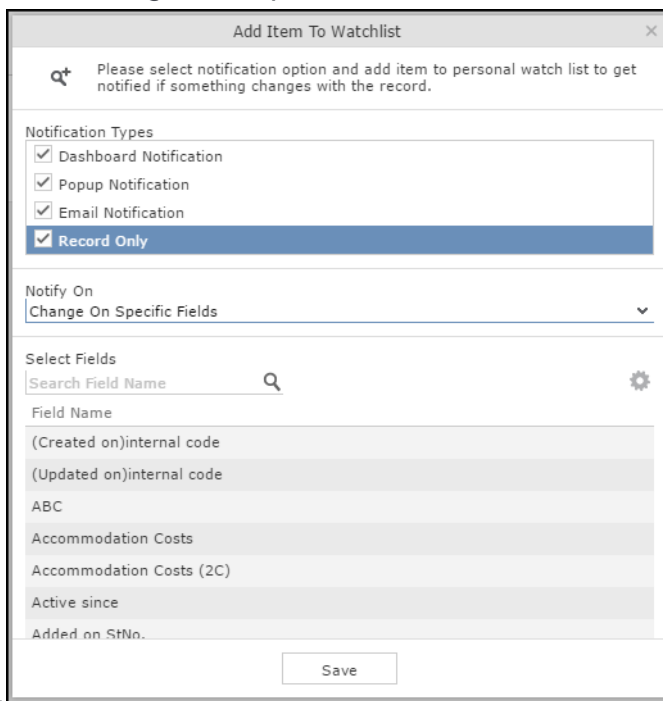 Add Item To Watchlist
Please select notification option and add item to personal watch list to get
notified if something changes with the record.
Notification Types
Dashboard Notification
Popup Notification
Email Notification
Record Only
Notify On
Change On Specific Fields
Select Fields
Search Field Name
Field Name
(Created on)internal code
(Updated on)internal code
ABC
Accommodation Costs
Accommodation Costs (2C)
Active since
Added on StNo.
Save